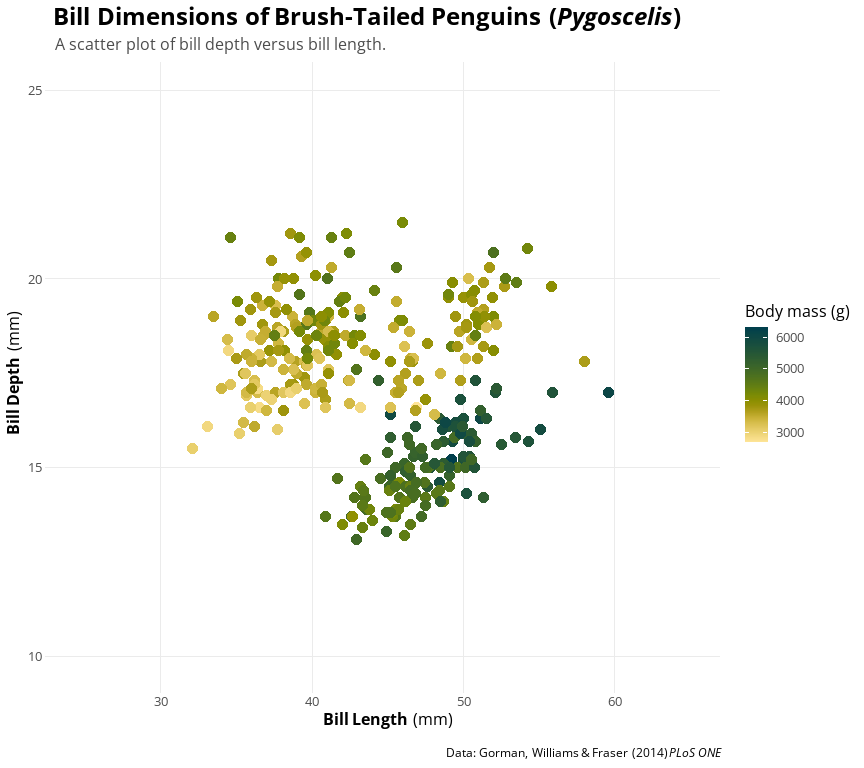 Bill Dimensions of Brush-Tailed Penguins (Pygoscelis)
A scatter plot of bill depth versus bill length.
25
20
15
10
Bill Depth (mm)
30 40 50 60
Bill Length (mm)
Body mass (g)
6000
5000
4000
3000
Data: Gorman, Williams & Fraser (2014) PLoS ONE